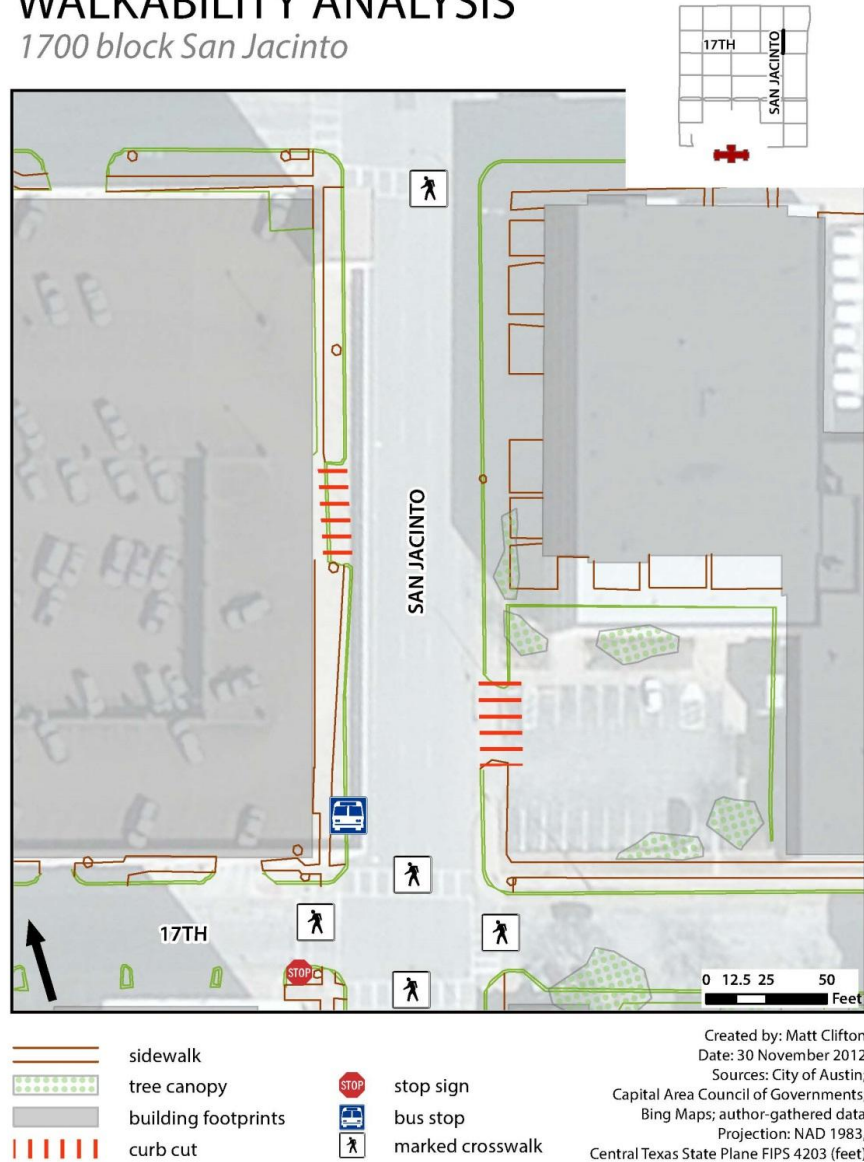 WALKABILITY ANALYSIS
1700 block San Jacinto
17TH
SAN JACINTO
SAN JACINTO
17TH
STOP
0 12.5 25 50
Feet
sidewalk
tree canopy
building footprints
curb cut
STOP stop sign
bus stop
marked crosswalk
Created by: Matt Clifton
Date: 30 November 2012
Sources: City of Austin;
Capital Area Council of Governments;
Bing Maps; author-gathered data
Projection: NAD 1983,
Central Texas State Plane FIPS 4203 (feet)